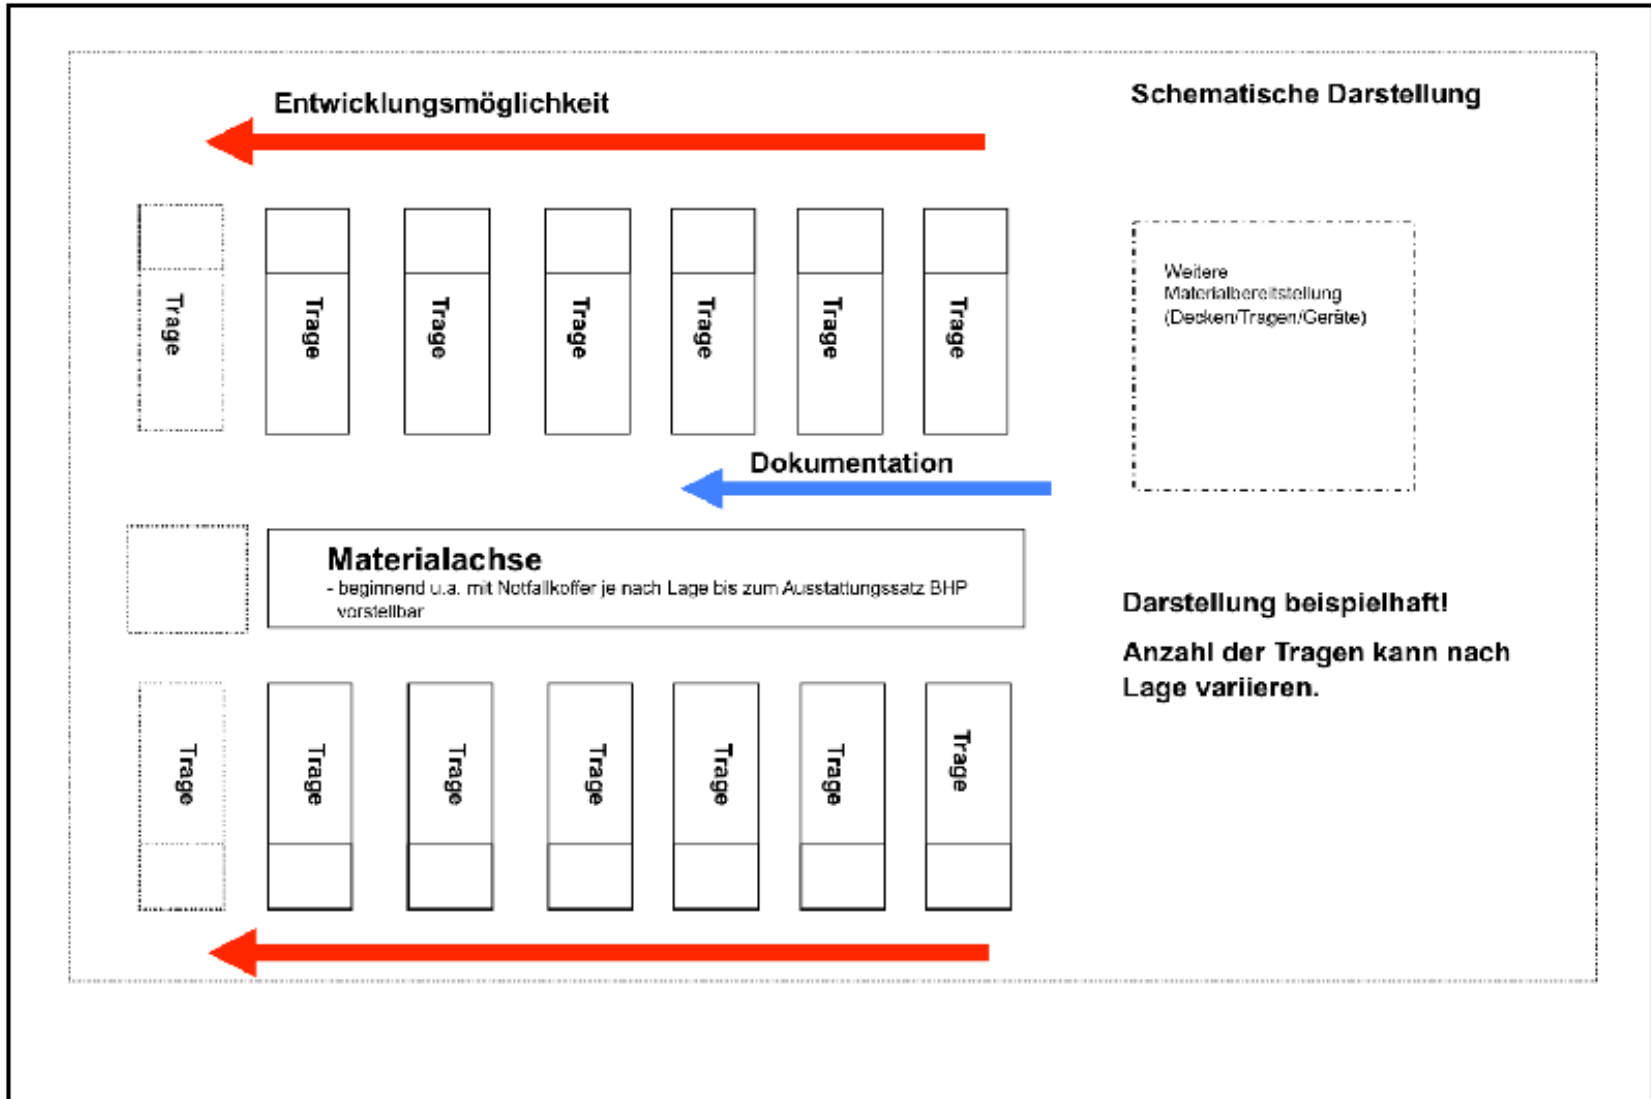 Entwicklungsmöglichkeit
Schematische Darstellung
Trage
Trage
Trage
Trage
Trage
Trage
Trage
Weitere
Materialbereitstellung
(Decken/Tragen/Geräte)
Dokumentation
Materialachse
- beginnend u.a. mit Notfallkoffer je nach Lage bis zum Ausstattungssatz BHP
vorstellbar
Darstellung beispielhaft!
Anzahl der Tragen kann nach
Lage variieren.
Trage
Trage
Trage
Trage
Trage
Trage
Trage